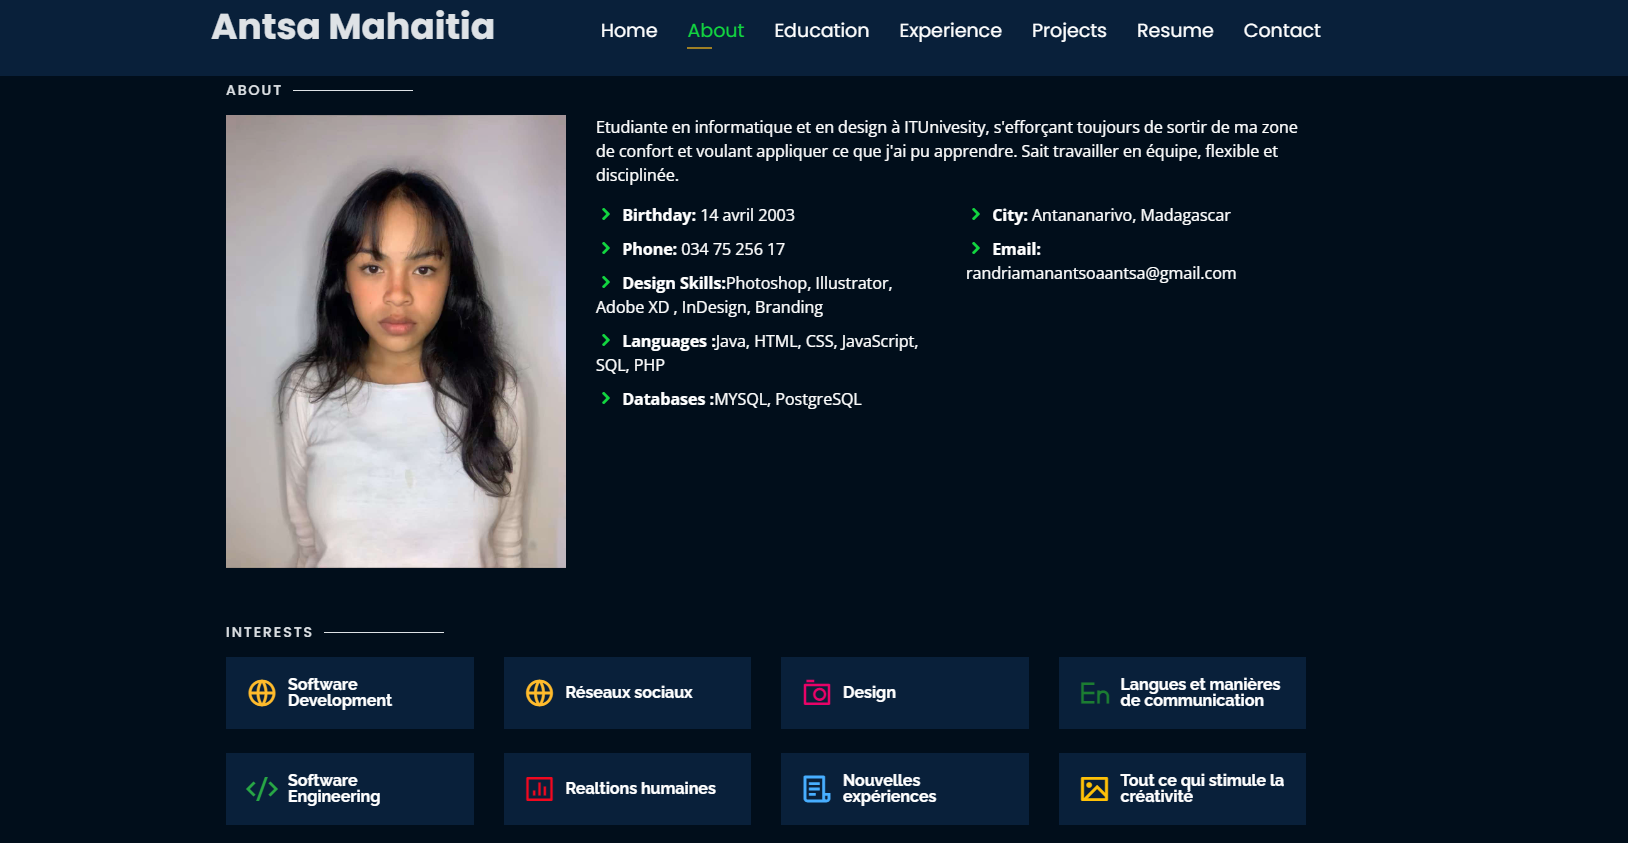 Antsa Mahaitia
Home About Education Experience Projects Resume Contact
ABOUT
Etudiante en informatique et en design à ITUnivesity, s'efforçant toujours de sortir de ma zone
de confort et voulant appliquer ce que j'ai pu apprendre. Sait travailler en équipe, flexible et
disciplinée.
Birthday: 14 avril 2003
Phone: 034 75 256 17
Design Skills:Photoshop, Illustrator,
Adobe XD , InDesign, Branding
Languages :Java, HTML, CSS, JavaScript,
SQL, PHP
Databases :MYSQL, PostgreSQL
City: Antananarivo, Madagascar
Email:
randriamanantsoaantsa@gmail.com
INTERESTS
Software
Development
Réseaux sociaux
Design
En
Langues et manières
de communication
Software
Engineering
Realtions humaines
Nouvelles
expériences
Tout ce qui stimule la
créativité